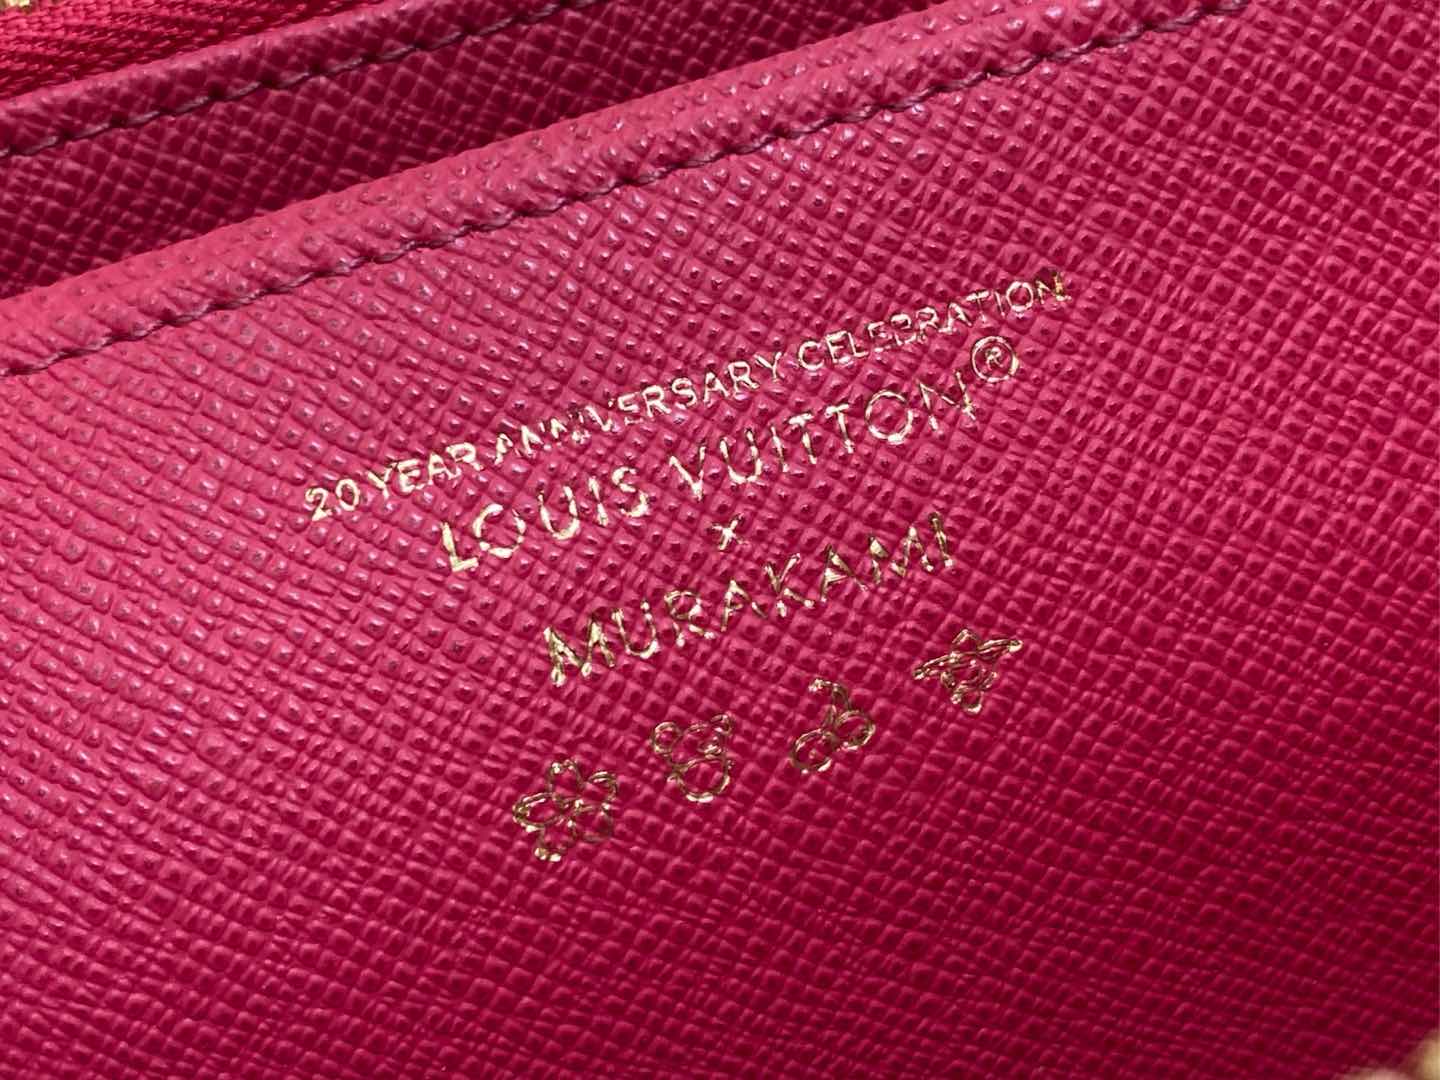 20 YEAR ANNIVERSARY CELEBRATION
LOUIS VUITTON®
×
MURAKAMI